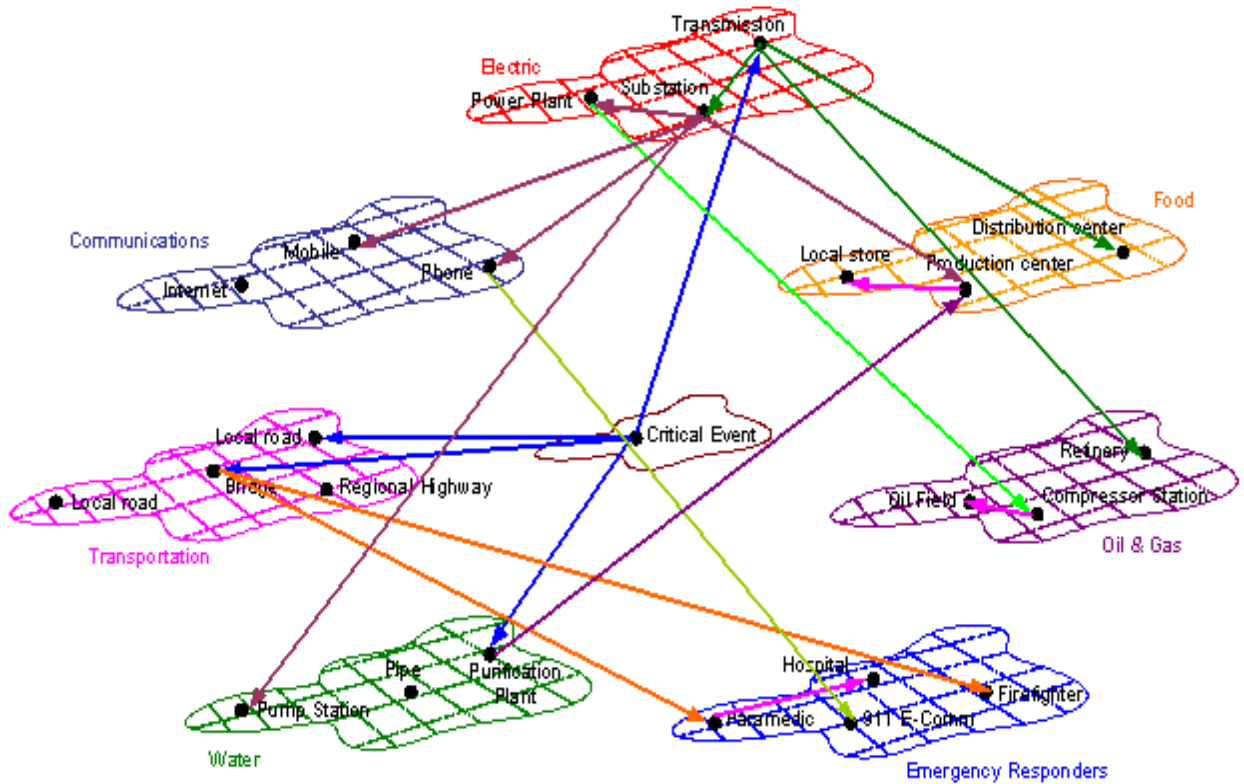 Transmission
Electric
Substation
Power Plant
Food
Communications
Distribution center
Mobile
Local store
Production center
Phone
Internet
Local road
Critical Event
Refinery
Bridge
Regional Highway
Local road
Oil Field
Compressor Station
Transportation
Oil & Gas
Pipe
Purification
Plant
Hospital
Firefighter
Pump Station
Paramedic
911 E-Comm
Water
Emergency Responders